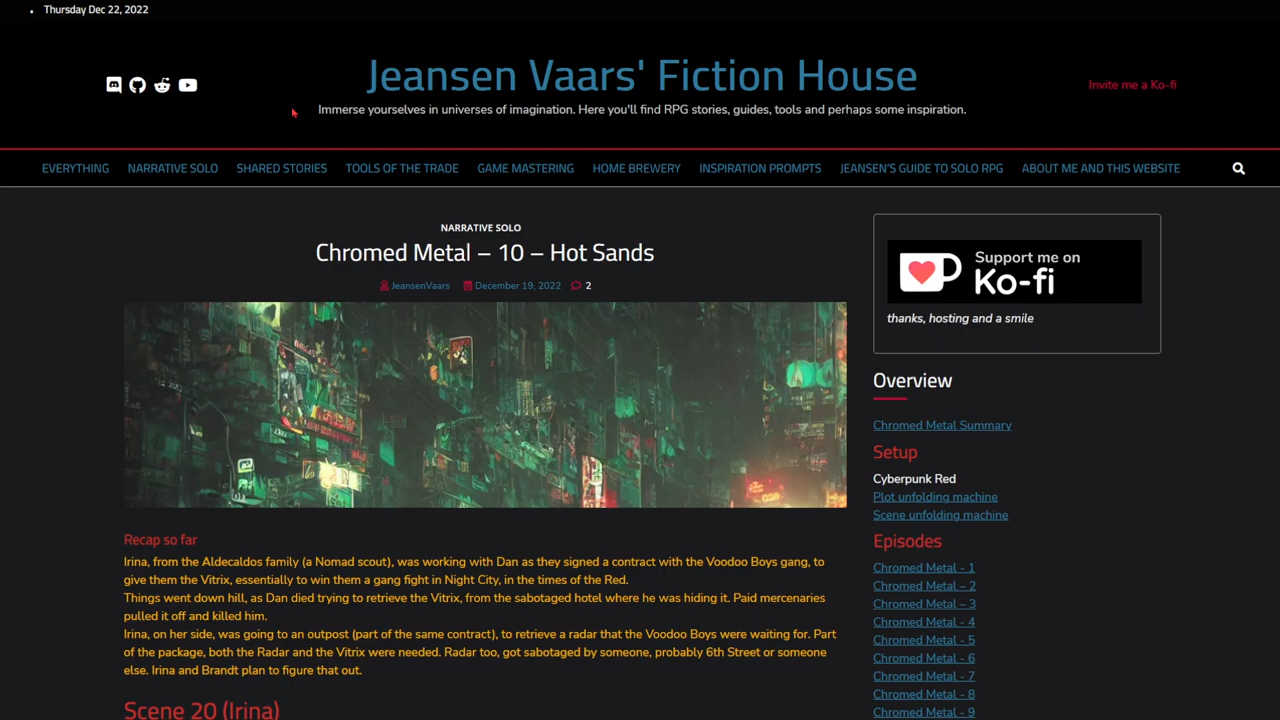 Thursday Dec 22, 2022
Jeansen Vaars' Fiction House
Immerse yourselves in universes of imagination. Here you'll find RPG stories, guides, tools and perhaps some inspiration.
Invite me a Ko-fi
EVERYTHING NARRATIVE SOLO SHARED STORIES TOOLS OF THE TRADE GAME MASTERING HOME BREWERY INSPIRATION PROMPTS JEANSEN'S GUIDE TO SOLO RPG ABOUT ME AND THIS WEBSITE
NARRATIVE SOLO
Chromed Metal – 10 – Hot Sands
JeansenVaars December 19, 2022 2
Recap so far
Irina, from the Aldecaldos family (a Nomad scout), was working with Dan as they signed a contract with the Voodoo Boys gang, to
give them the Vitrix, essentially to win them a gang fight in Night City, in the times of the Red.
Things went down hill, as Dan died trying to retrieve the Vitrix, from the sabotaged hotel where he was hiding it. Paid mercenaries
pulled it off and killed him.
Irina, on her side, was going to an outpost (part of the same contract), to retrieve a radar that the Voodoo Boys were waiting for. Part
of the package, both the Radar and the Vitrix were needed. Radar too, got sabotaged by someone, probably 6th Street or someone
else. Irina and Brandt plan to figure that out.
Scene 20 (Irina)
Support me on
Ko-fi
thanks, hosting and a smile
Overview
Chromed Metal Summary
Setup
Cyberpunk Red
Plot unfolding machine
Scene unfolding machine
Episodes
Chromed Metal - 1
Chromed Metal – 2
Chromed Metal – 3
Chromed Metal - 4
Chromed Metal - 5
Chromed Metal - 6
Chromed Metal - 7
Chromed Metal - 8
Chromed Metal - 9